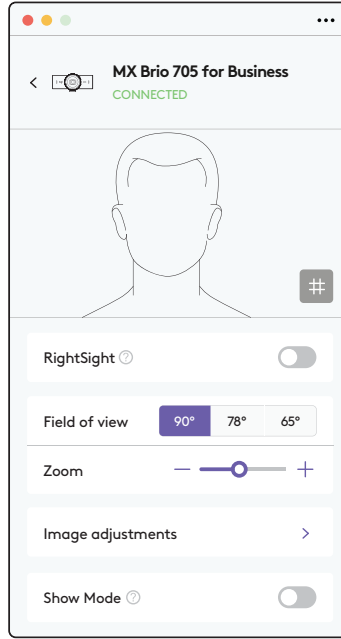 MX Brio 705 for Business
CONNECTED
RightSight
Field of view 90° 78° 65°
Zoom
Image adjustments
Show Mode